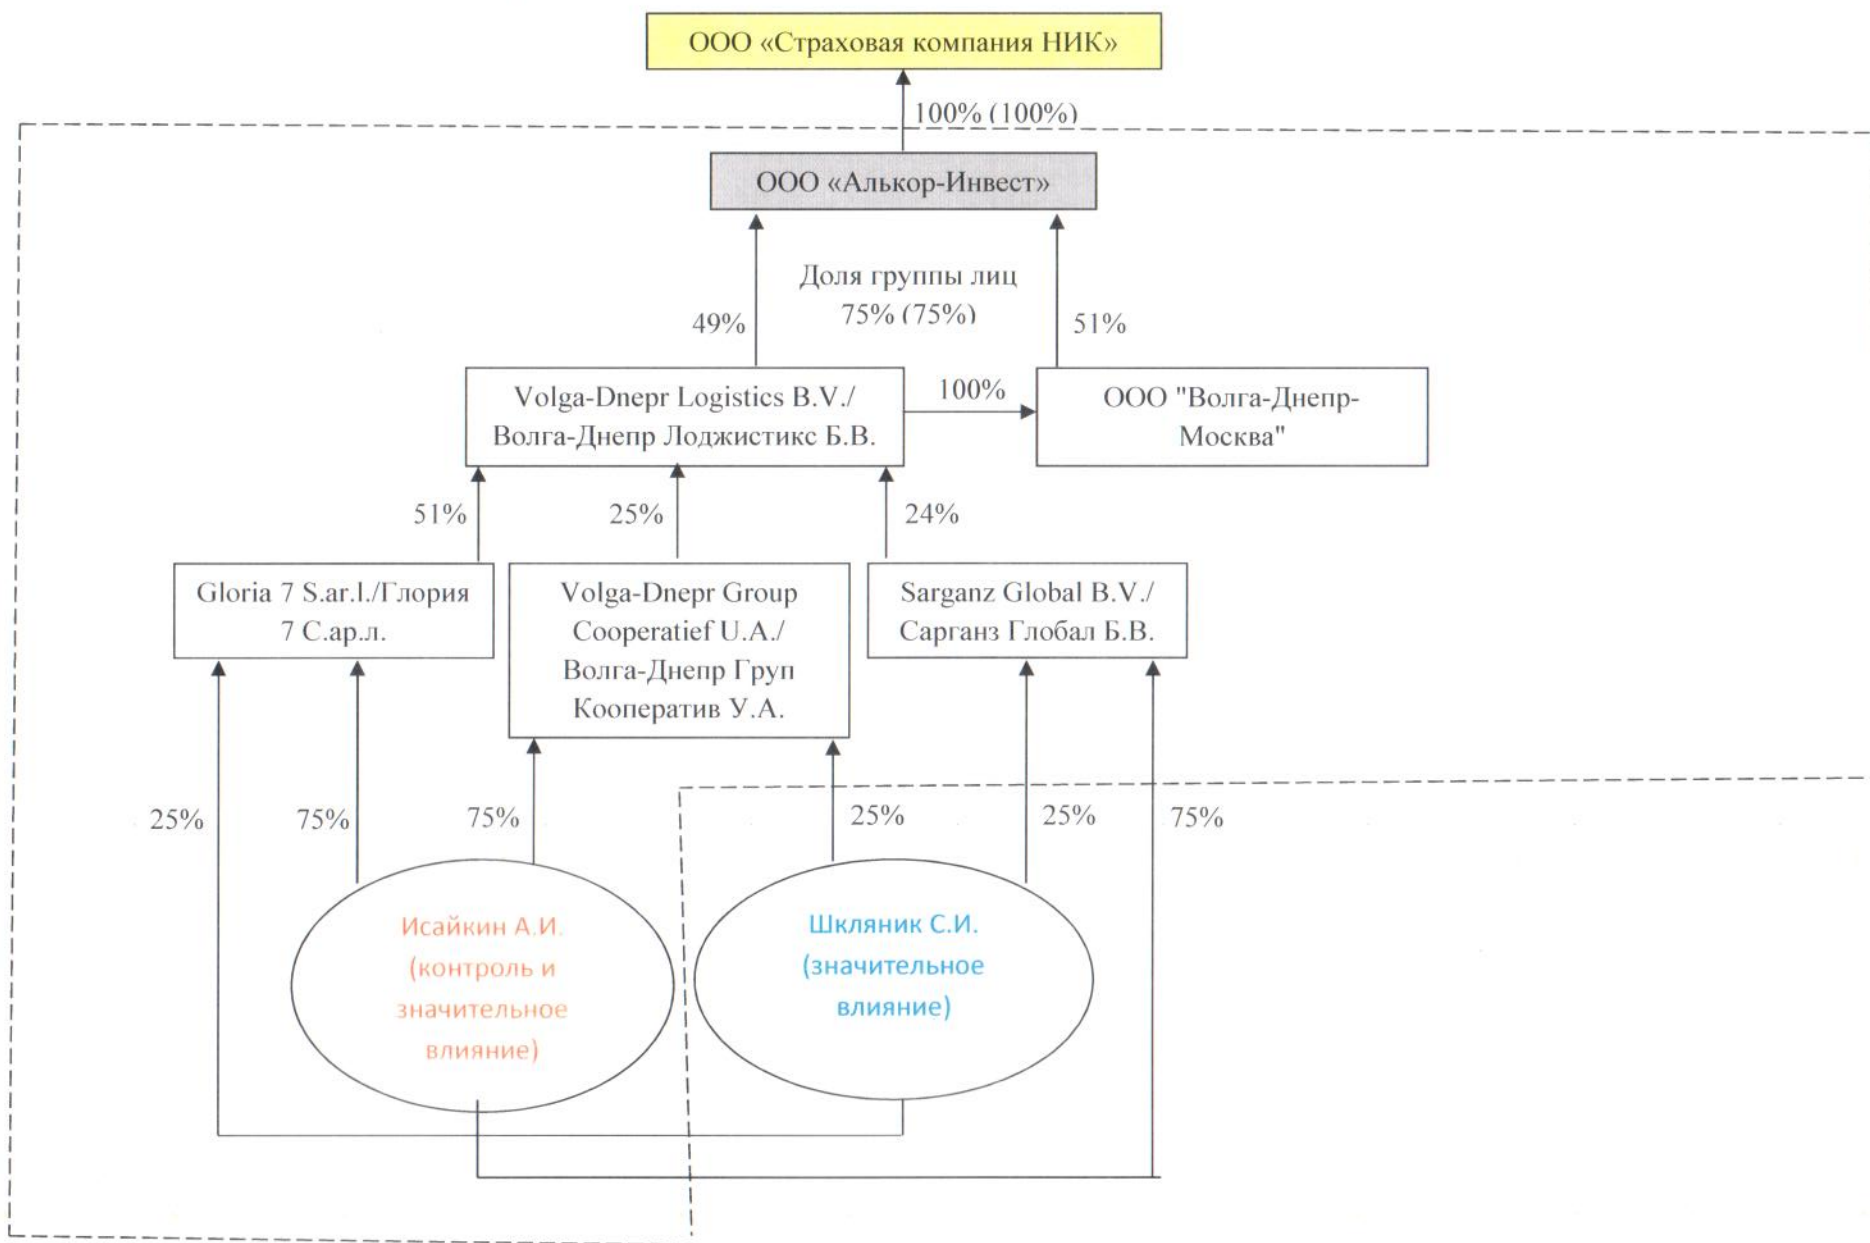 ООО «Страховая компания НИК»
100% (100%)
ООО «Алькор-Инвест»
Доля группы лиц
75% (75%)
49%
51%
Volga-Dnepr Logistics B.V./
Волга-Днепр Лоджистикс Б.В.
100%
ООО "Волга-Днепр-
Москва"
51%
25%
24%
Gloria 7 S.ar.l./Глория
7 С.ар.л.
Volga-Dnepr Group
Cooperatief U.A./
Волга-Днепр Груп
Кооператив У.А.
Sarganz Global B.V./
Сарганз Глобал Б.В.
25%
75%
75%
25%
25%
75%
Исайкин А.И.
(контроль и
значительное
влияние)
Шкляник С.И.
(значительное
влияние)